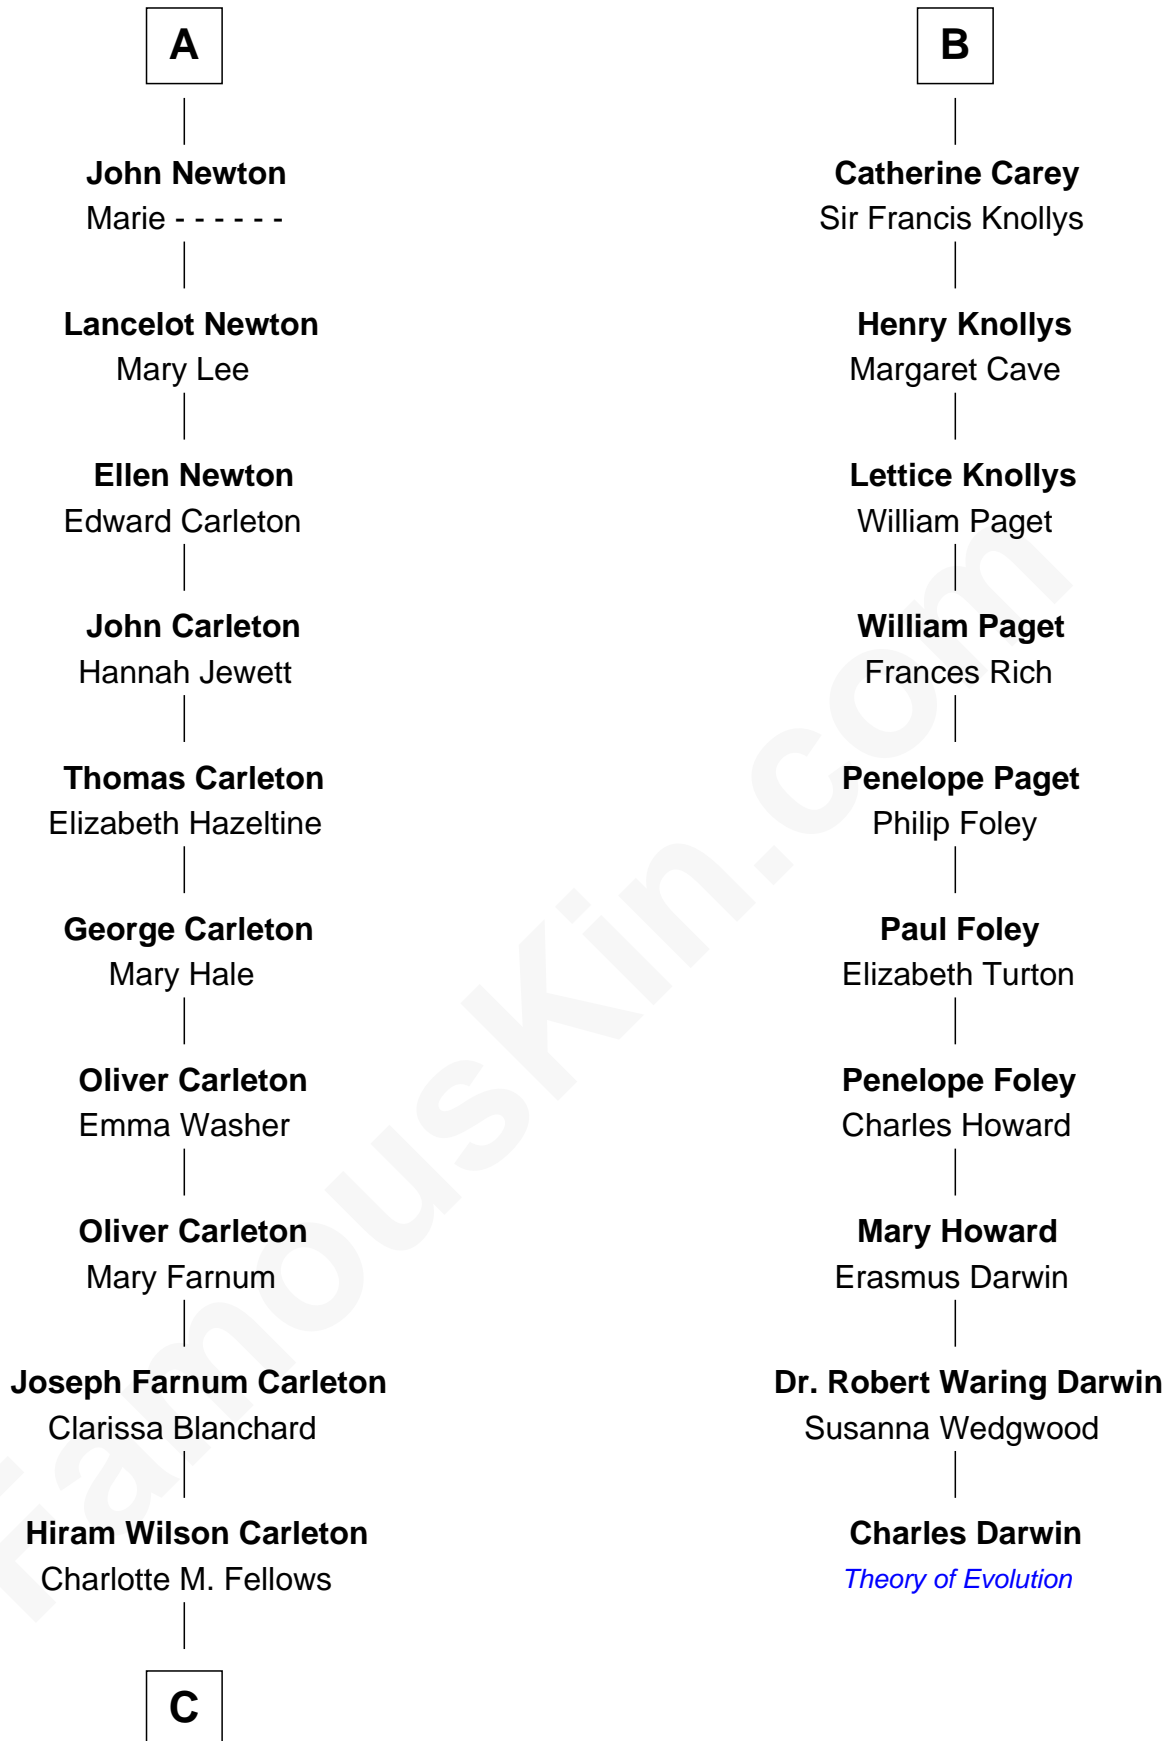 A
John Newton
Marie - - - - - -
Lancelot Newton
Mary Lee
Ellen Newton
Edward Carleton
John Carleton
Hannah Jewett
Thomas Carleton
Elizabeth Hazeltine
George Carleton
Mary Hale
Oliver Carleton
Emma Washer
Oliver Carleton
Mary Farnum
Joseph Farnum Carleton
Clarissa Blanchard
Hiram Wilson Carleton
Charlotte M. Fellows
C
B
Catherine Carey
Sir Francis Knollys
Henry Knollys
Margaret Cave
Lettice Knollys
William Paget
William Paget
Frances Rich
Penelope Paget
Philip Foley
Paul Foley
Elizabeth Turton
Penelope Foley
Charles Howard
Mary Howard
Erasmus Darwin
Dr. Robert Waring Darwin
Susanna Wedgwood
Charles Darwin
Theory of Evolution
FamousKin.com